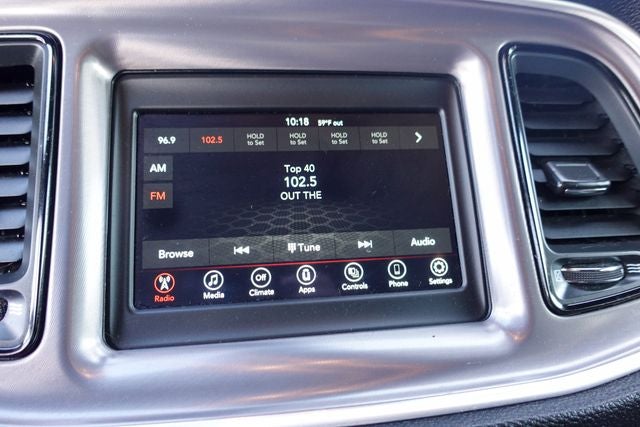 10:18 59°F out
96.9 102.5 HOLD to Set HOLD to Set HOLD to Set HOLD to Set
AM
FM
Top 40
102.5
OUT THE
Browse Tune Audio
Radio Media Off Climate Apps Controls Phone Settings